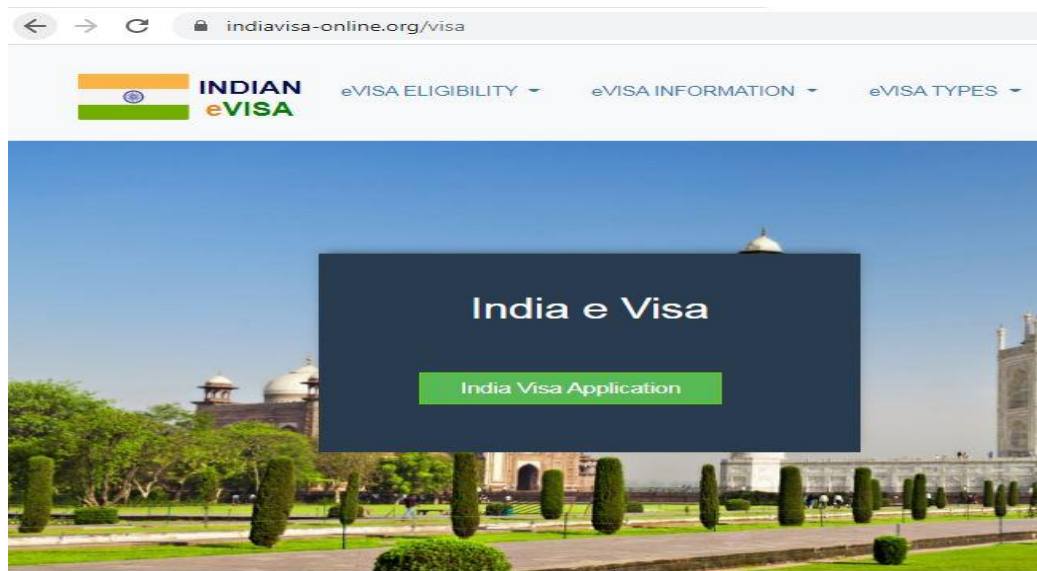 indiavisa-online.org/visa
INDIAN
eVISA
eVISA ELIGIBILITY
eVISA INFORMATION
eVISA TYPES
India e Visa
India Visa Application